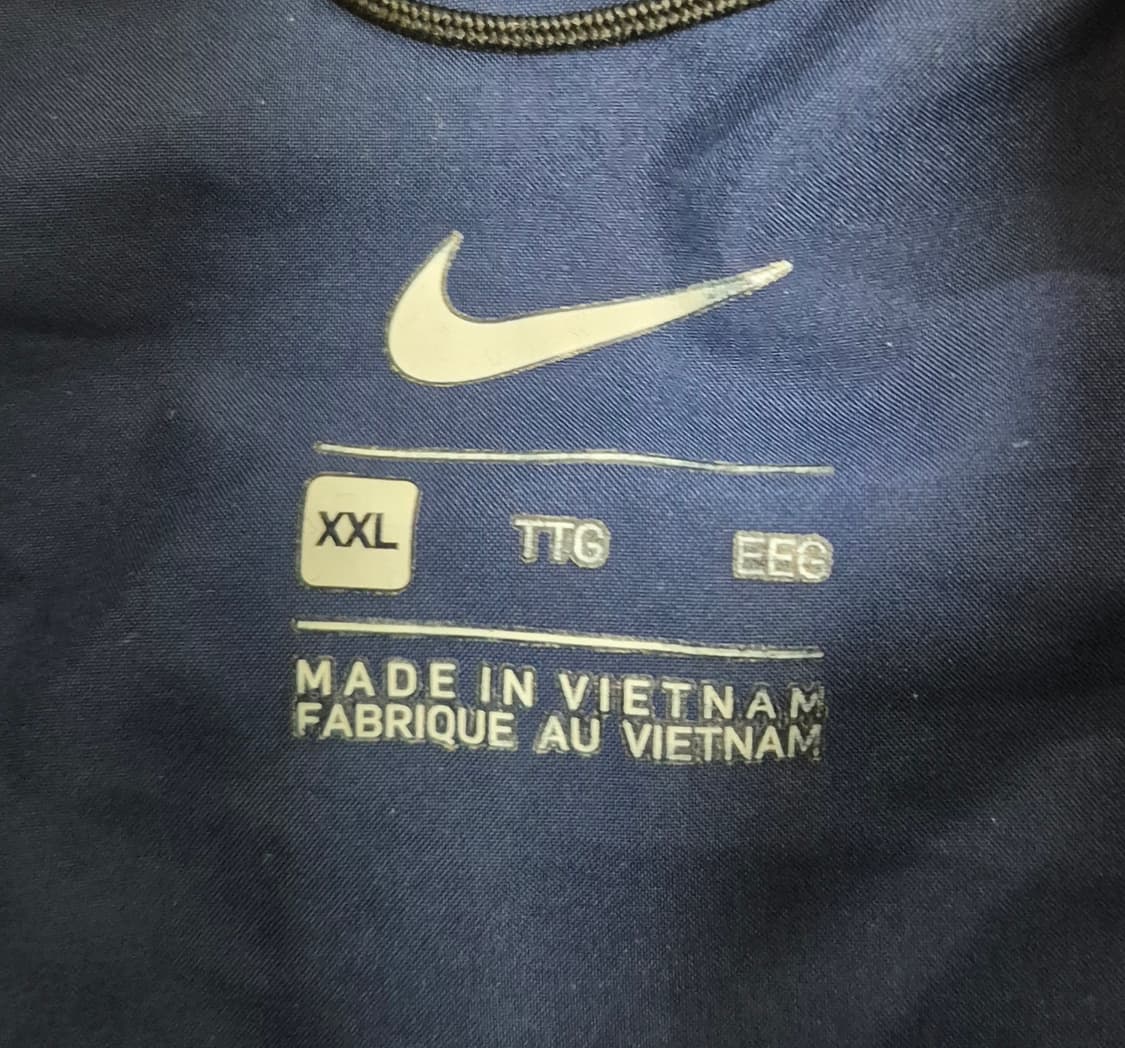 XXL TTG EEG
MADE IN VIETNAM
FABRIQUE AU VIETNAM